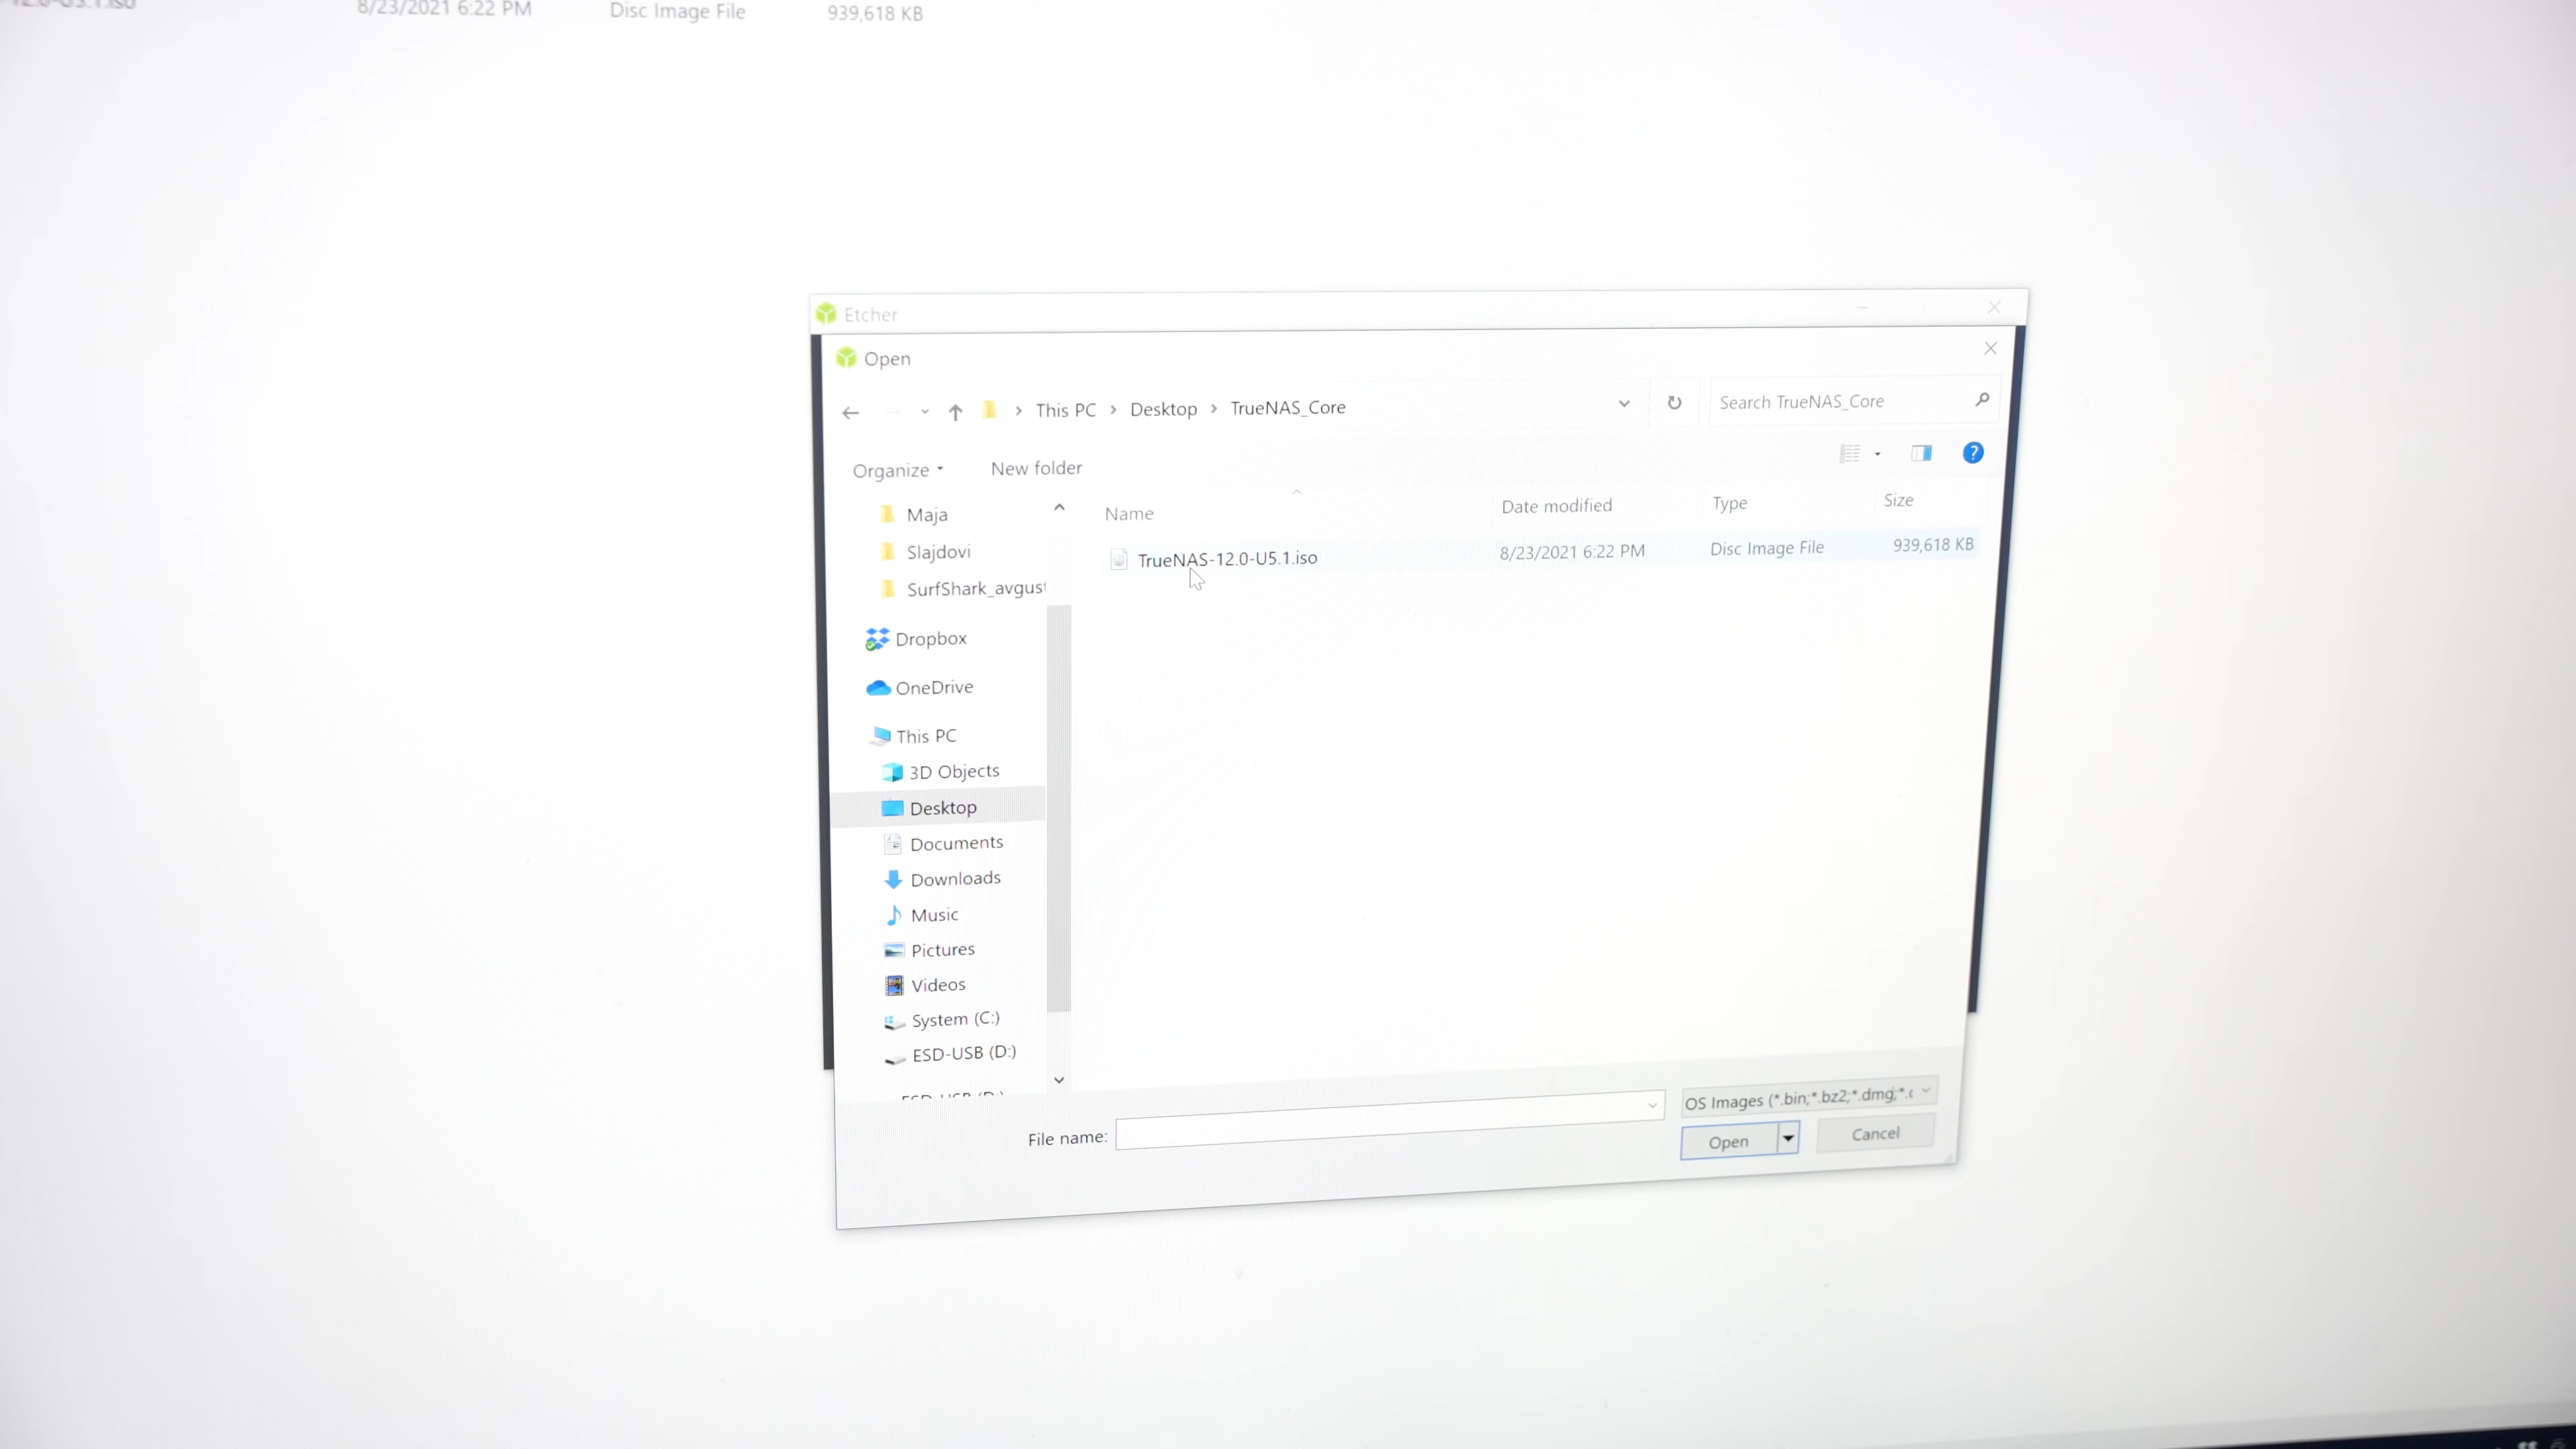 8/23/2021 6:22 PM Disc Image File 939,618 KB
Etcher
Open
This PC > Desktop > TrueNAS_Core
Search TrueNAS_Core
Organize New folder
Maja
Slajdovi
SurfShark_avgust
Dropbox
OneDrive
This PC
3D Objects
Desktop
Documents
Downloads
Music
Pictures
Videos
System (C:)
ESD-USB (D:)
Name Date modified Type Size
TrueNAS-12.0-U5.1.iso 8/23/2021 6:22 PM Disc Image File 939,618 KB
File name:
OS Images (*.bin;*.bz2;*.dmg;*.
Open Cancel